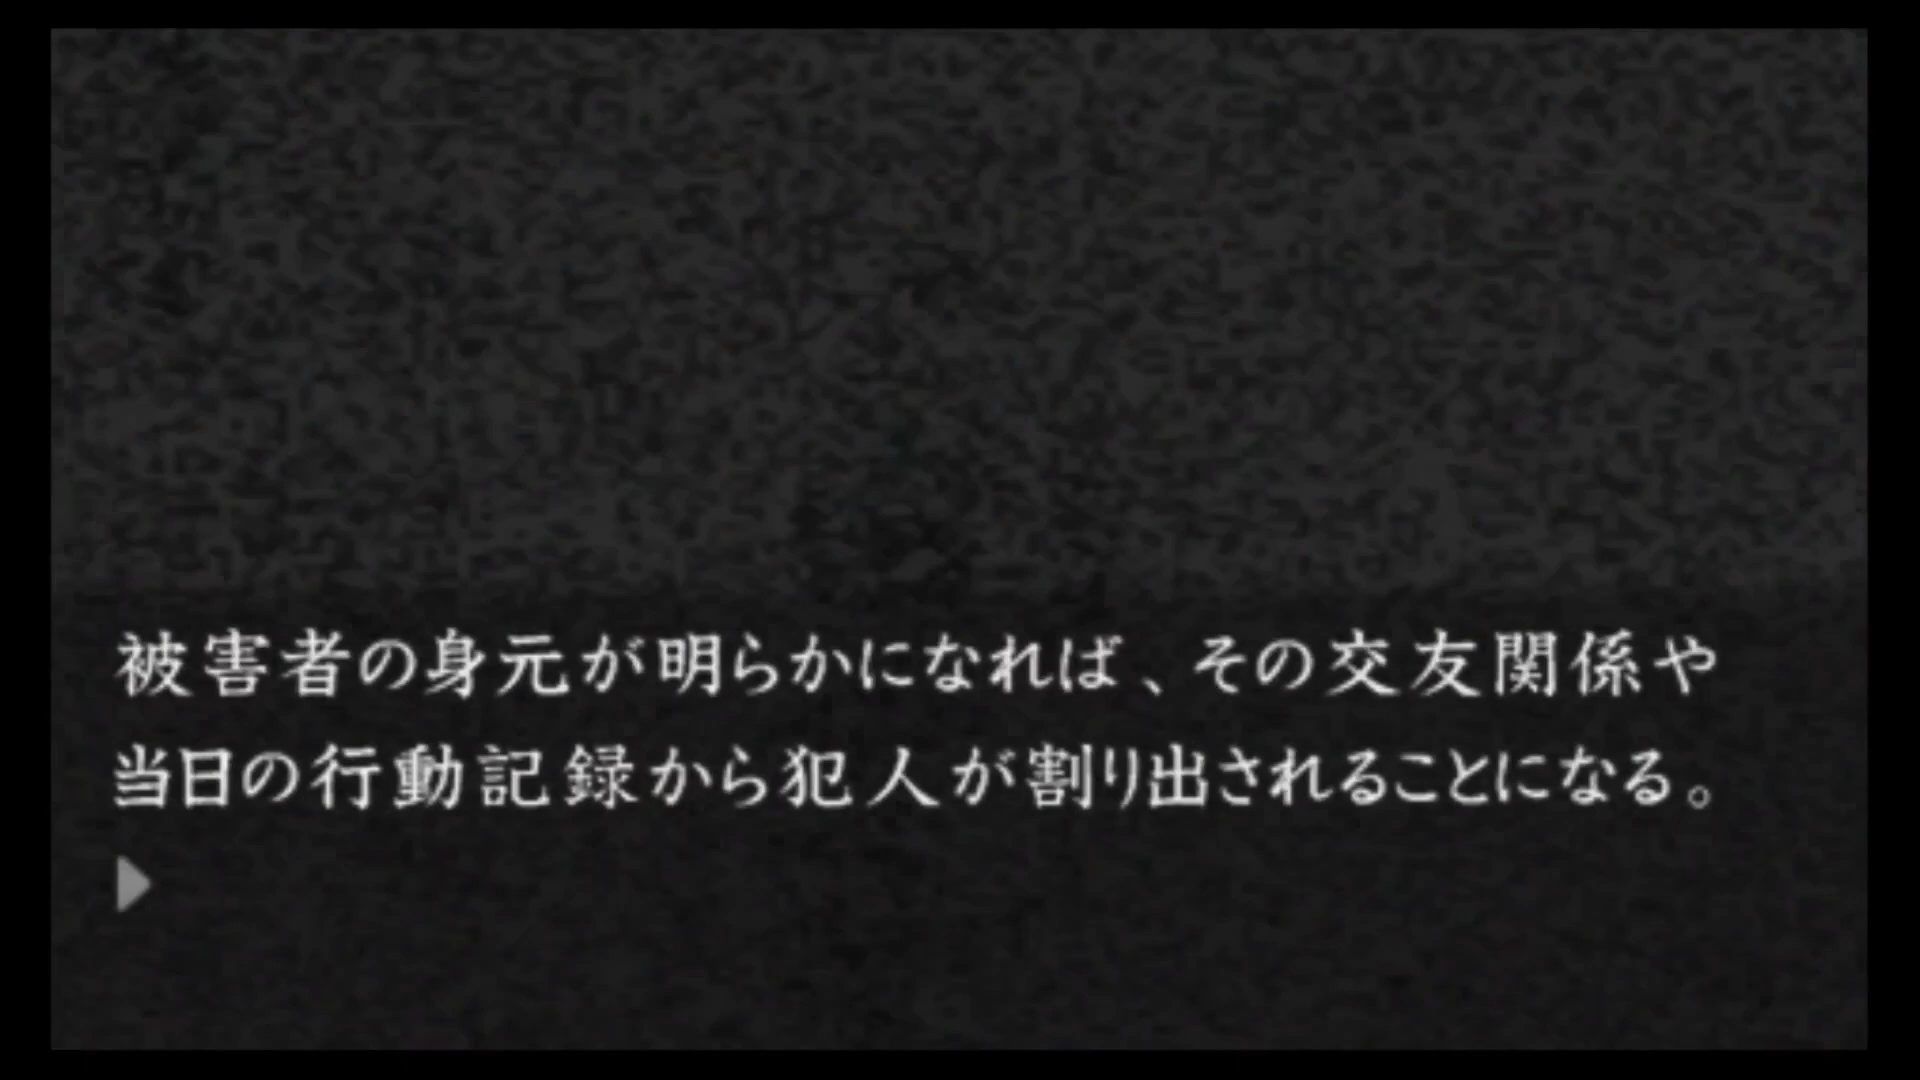 被害者の身元が明らかになれば、その交友関係や
当日の行動記録から犯人が割り出されることになる。